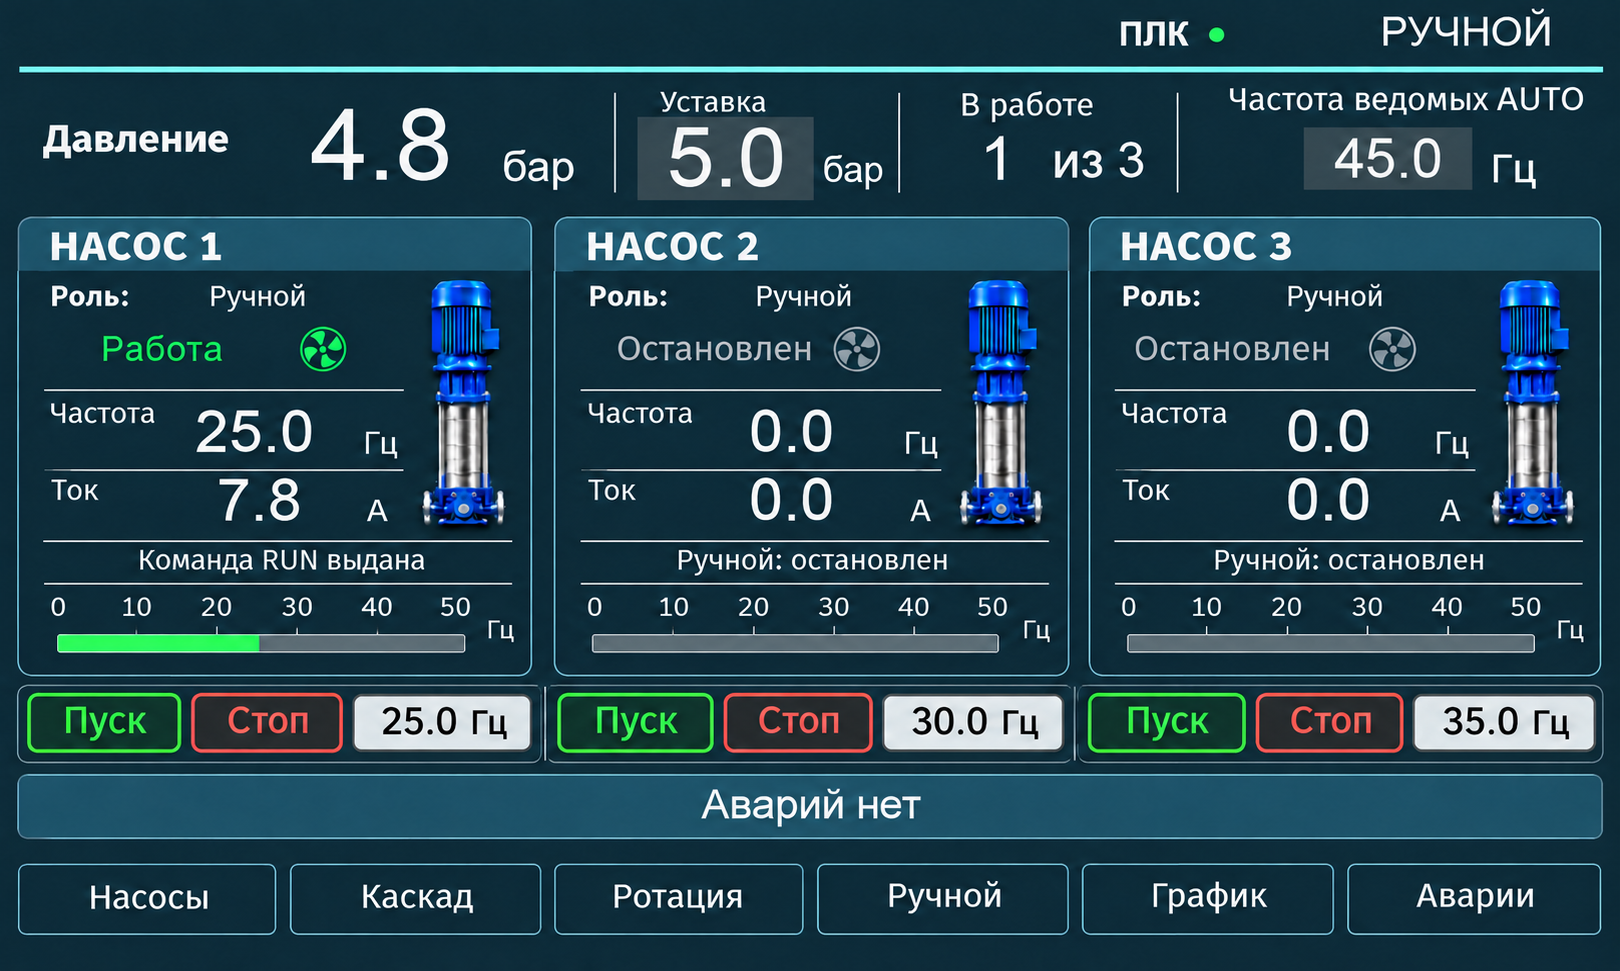 ПЛК РУЧНОЙ
Давление 4.8 бар
Уставка
5.0 бар
В работе
1 из 3
Частота ведомых AUTO
45.0 Гц
НАСОС 1
Роль: Ручной
Работа
Частота 25.0 Гц
Ток 7.8 А
Команда RUN выдана
0 10 20 30 40 50 Гц
НАСОС 2
Роль: Ручной
Остановлен
Частота 0.0 Гц
Ток 0.0 А
Ручной: остановлен
0 10 20 30 40 50 Гц
НАСОС 3
Роль: Ручной
Остановлен
Частота 0.0 Гц
Ток 0.0 А
Ручной: остановлен
0 10 20 30 40 50 Гц
Пуск Стоп 25.0 Гц
Пуск Стоп 30.0 Гц
Пуск Стоп 35.0 Гц
Аварий нет
Насосы Каскад Ротация Ручной График Аварии